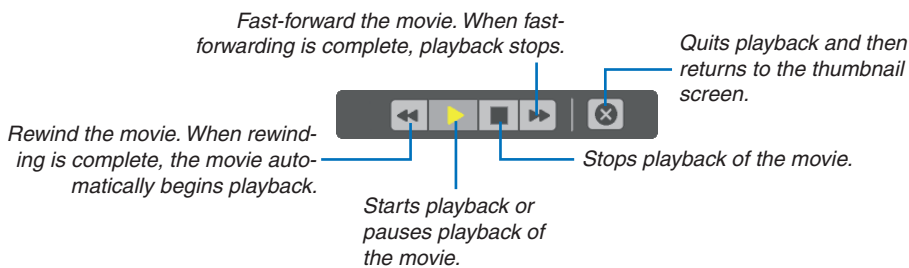 Fast-forward the movie. When fast-
forwarding is complete, playback stops.
Quits playback and then
returns to the thumbnail
screen.
Rewind the movie. When rewind-
ing is complete, the movie auto-
matically begins playback.
Stops playback of the movie.
Starts playback or
pauses playback of
the movie.